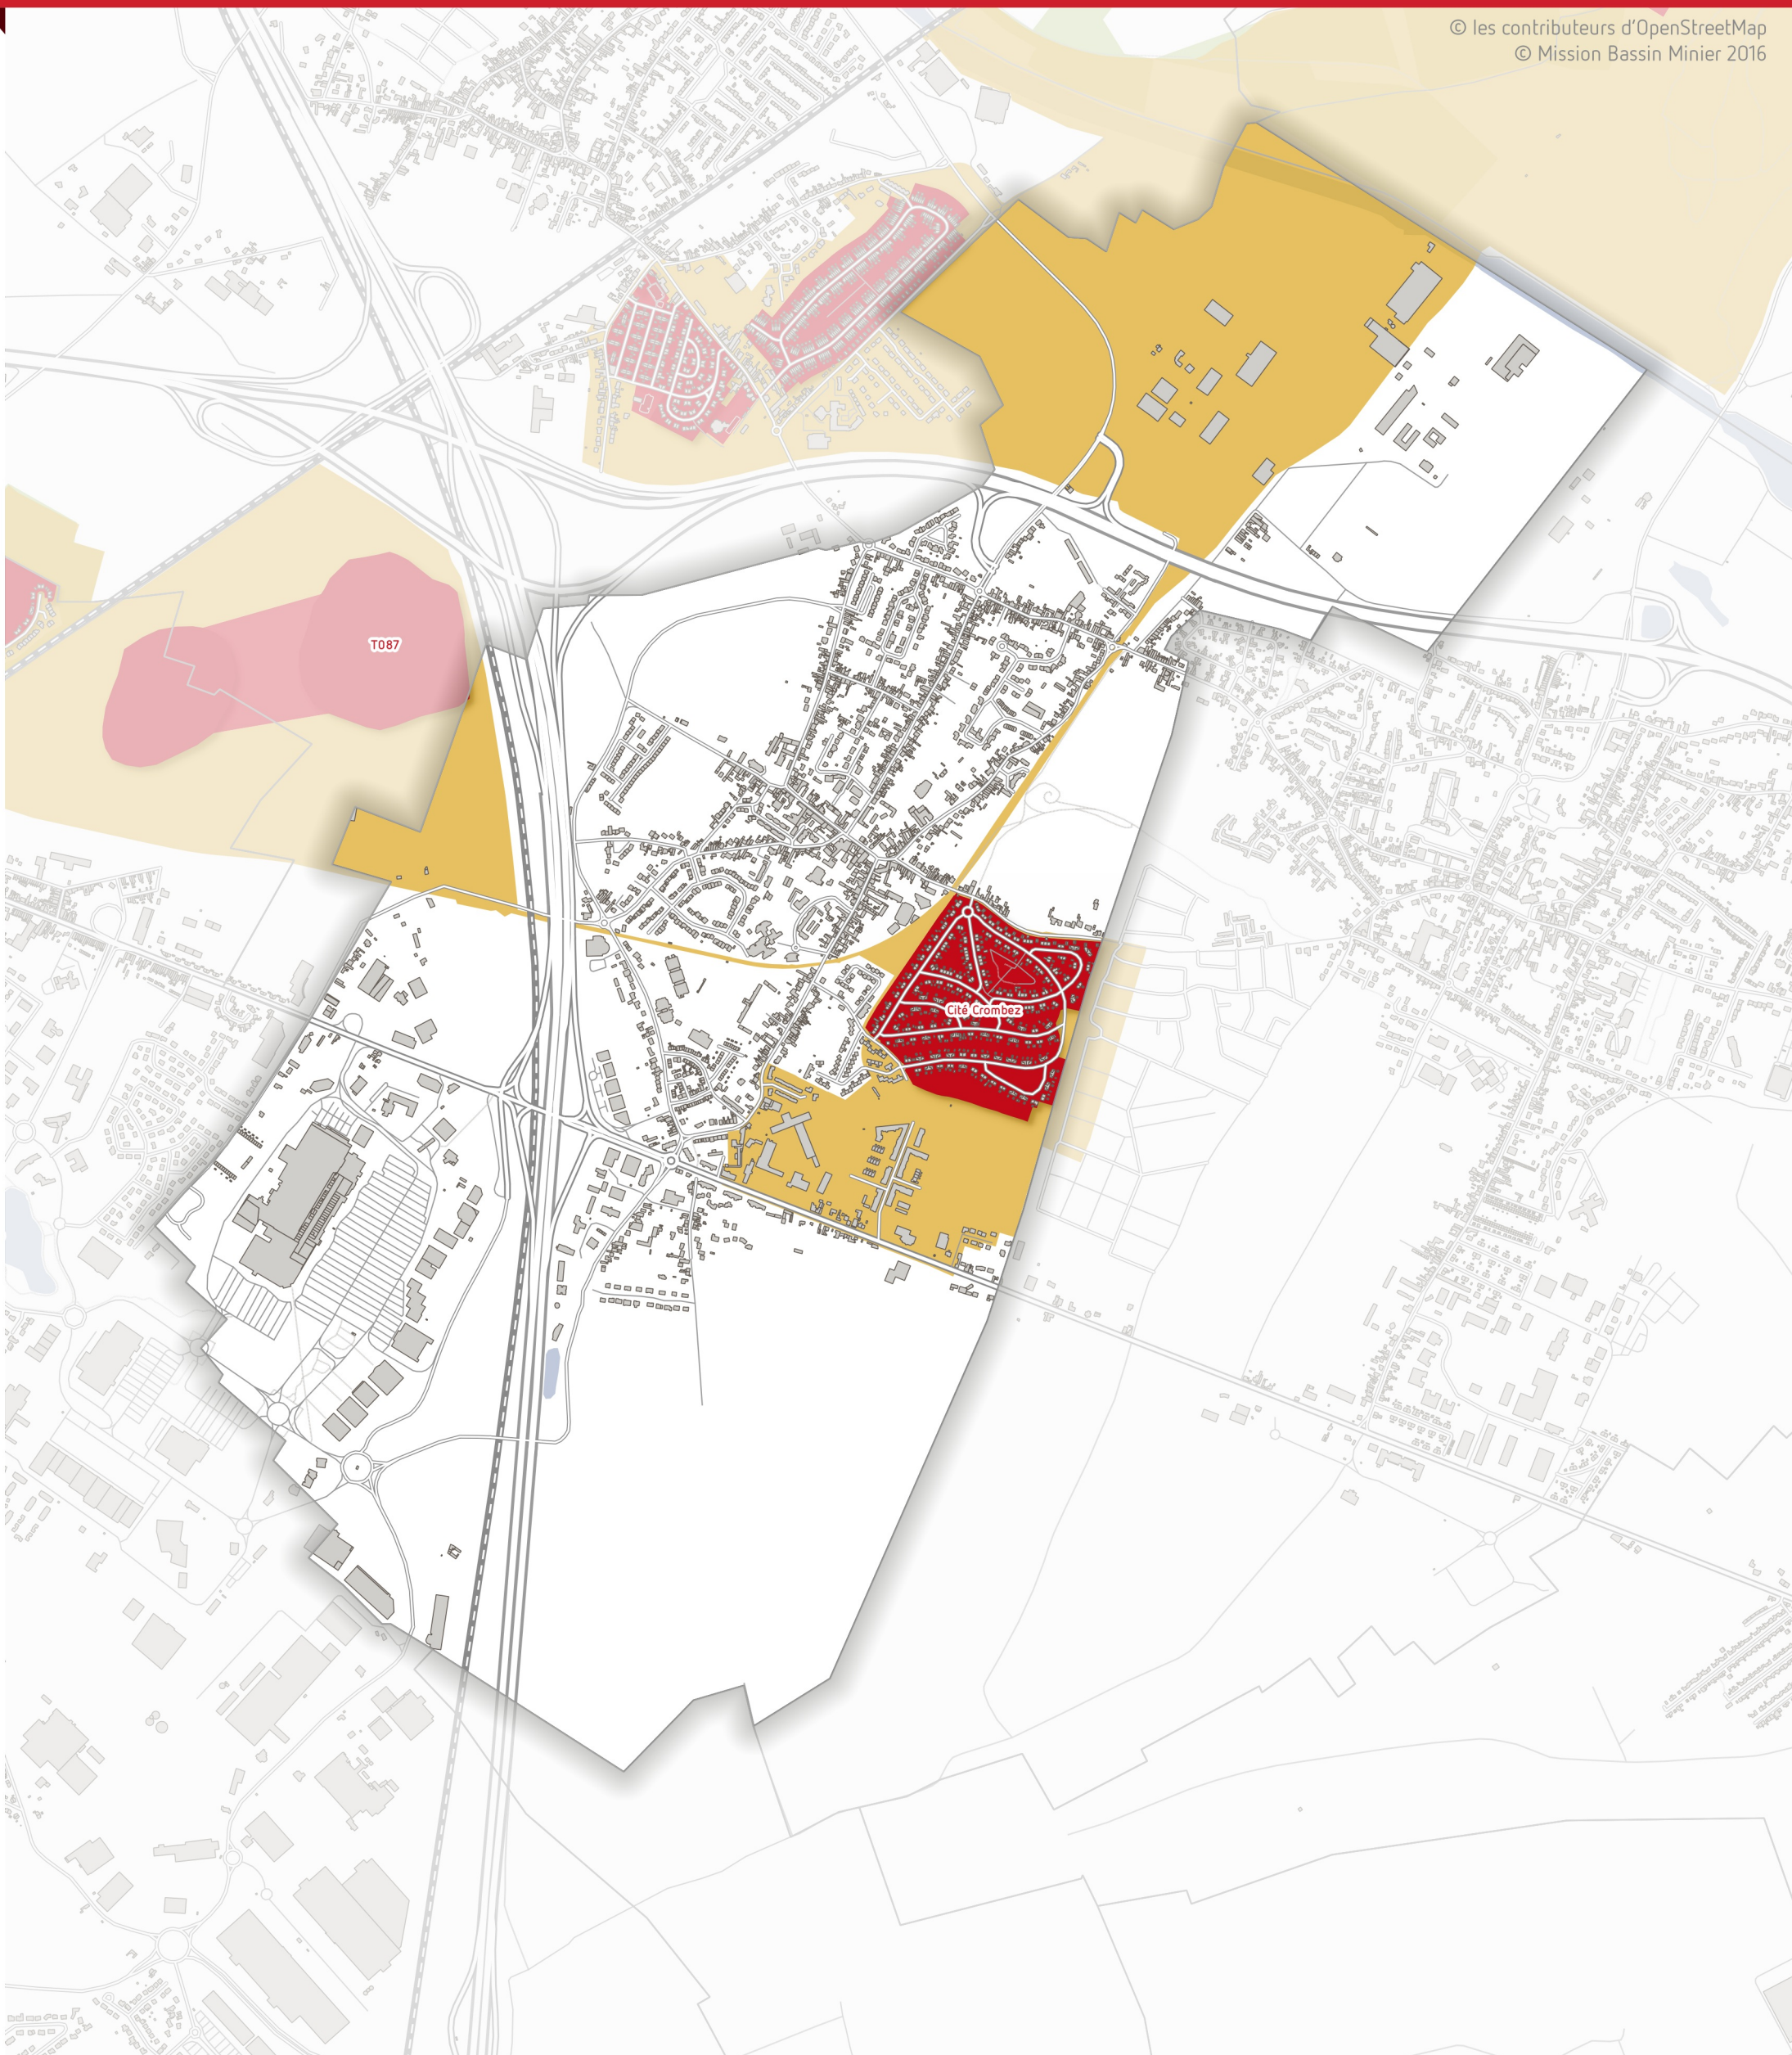 © les contributeurs d'OpenStreetMap
© Mission Bassin Minier 2016
T087
Cité Crombez